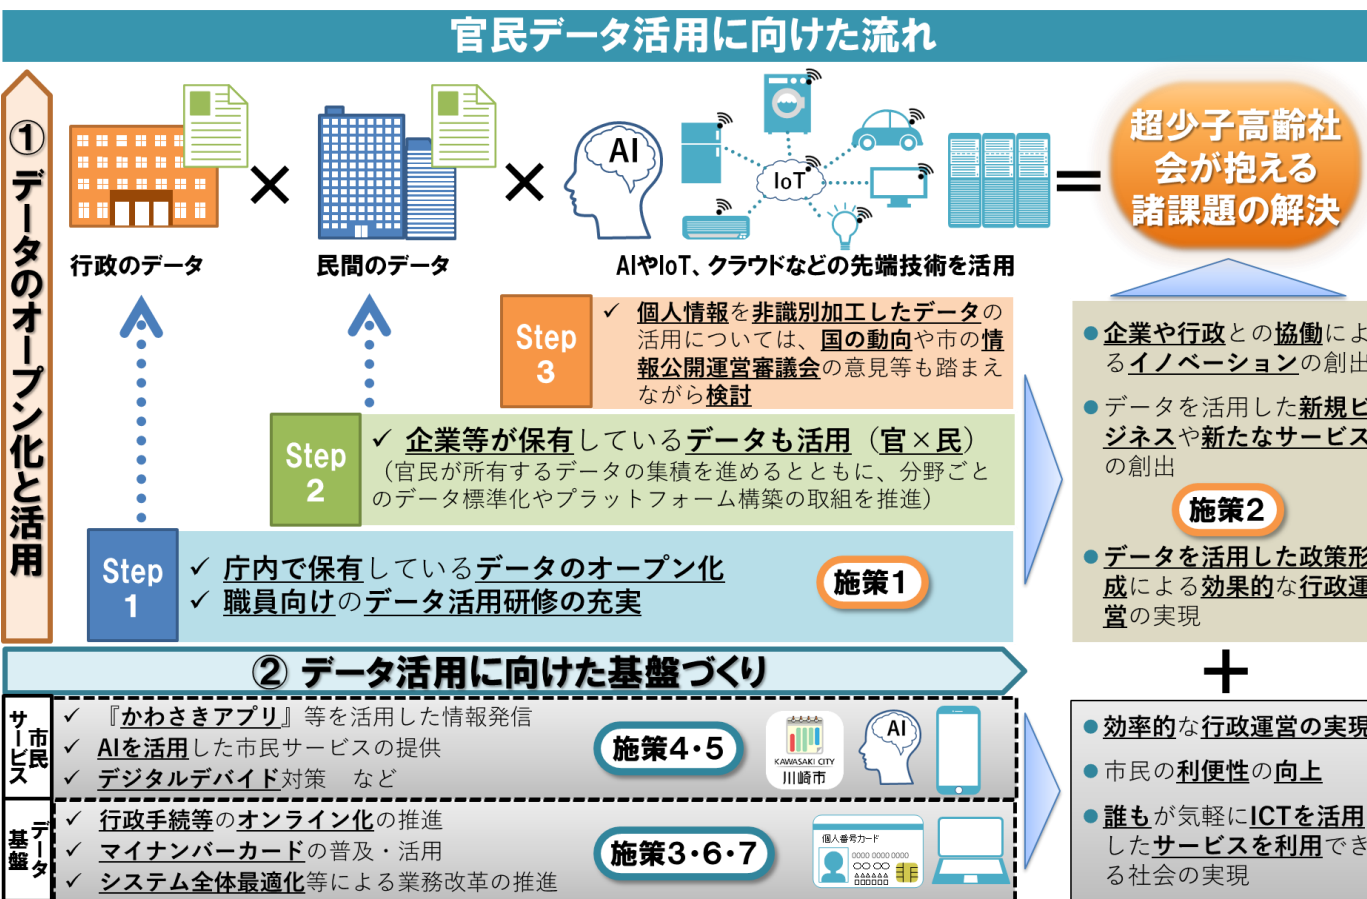 官民データ活用に向けた流れ
① データのオープン化と活用
行政のデータ
×
民間のデータ
×
AI
IoT
AIやIoT、クラウドなどの先端技術を活用
=
超少子高齢社
会が抱える
諸課題の解決
Step
3
✓ 個人情報を非識別加工したデータの
活用については、国の動向や市の情
報公開運営審議会の意見等も踏まえ
ながら検討
Step
2
✓ 企業等が保有しているデータも活用（官×民）
（官民が所有するデータの集積を進めるとともに、分野ごと
のデータ標準化やプラットフォーム構築の取組を推進）
Step
1
✓ 庁内で保有しているデータのオープン化
✓ 職員向けのデータ活用研修の充実
施策1
●企業や行政との協働によ
るイノベーションの創出
●データを活用した新規ビ
ジネスや新たなサービス
の創出
施策2
●データを活用した政策形
成による効果的な行政運
営の実現
+
② データ活用に向けた基盤づくり
市民
サービス
✓ 『かわさきアプリ』等を活用した情報発信
✓ AIを活用した市民サービスの提供
✓ デジタルデバイド対策　など
施策4・5
KAWASAKI CITY
川崎市
AI
データ
基盤
✓ 行政手続等のオンライン化の推進
✓ マイナンバーカードの普及・活用
✓ システム全体最適化等による業務改革の推進
施策3・6・7
個人番号カード
0000 0000 0000
●効率的な行政運営の実現
●市民の利便性の向上
●誰もが気軽にICTを活用
したサービスを利用でき
る社会の実現